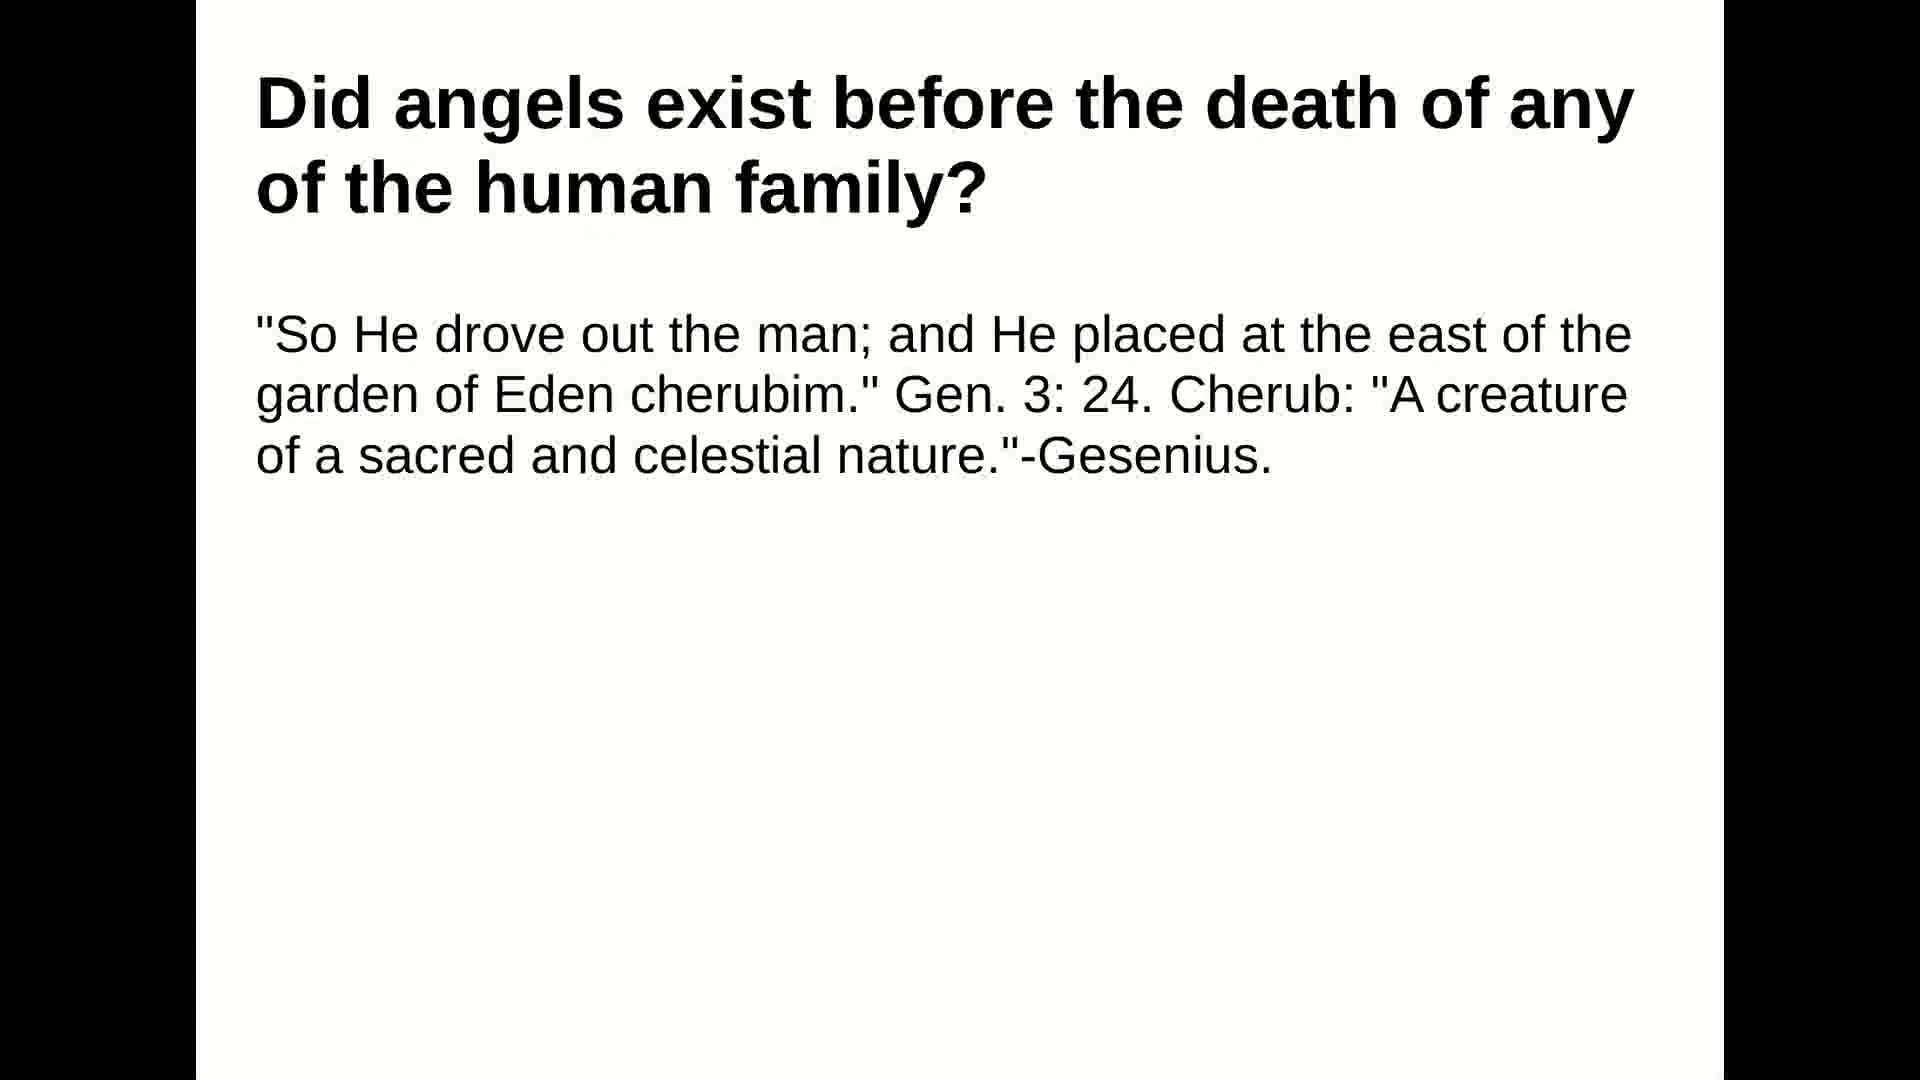 Did angels exist before the death of any
of the human family?
"So He drove out the man; and He placed at the east of the
garden of Eden cherubim." Gen. 3: 24. Cherub: "A creature
of a sacred and celestial nature."-Gesenius.